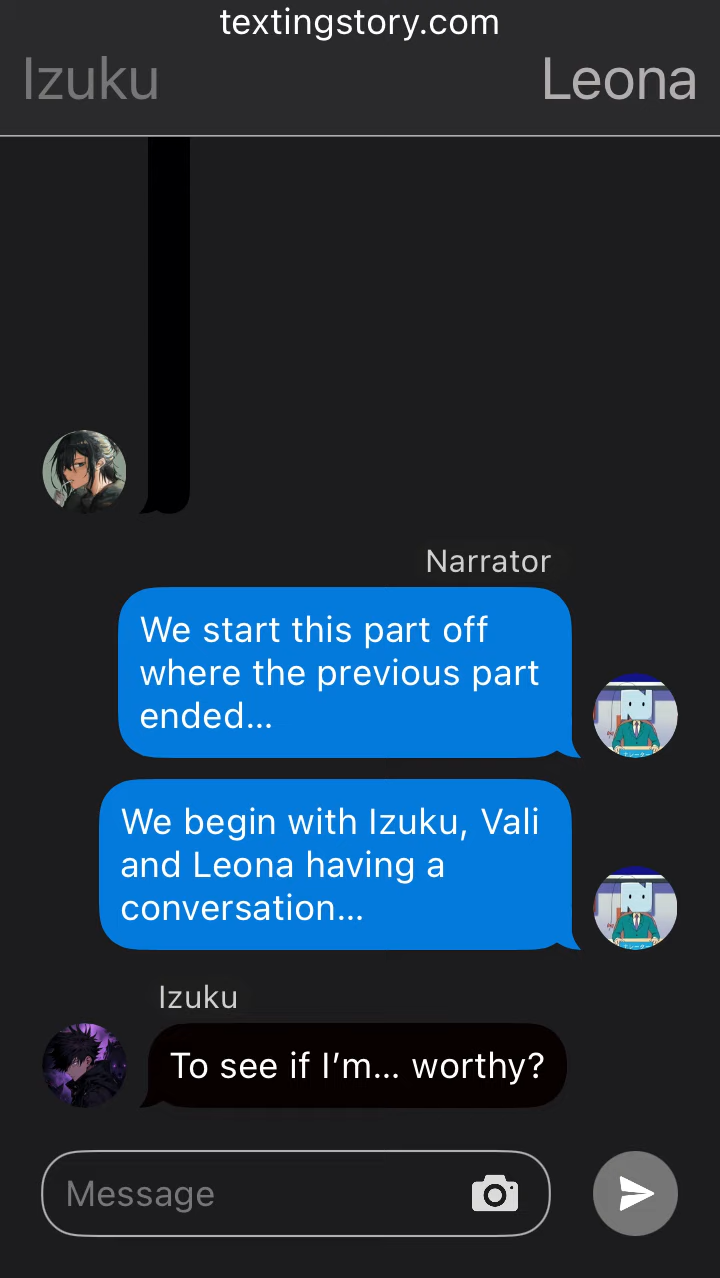 textingstory.com
Izuku
Leona
Narrator
We start this part off
where the previous part
ended...
We begin with Izuku, Vali
and Leona having a
conversation...
Izuku
To see if I’m... worthy?
Message